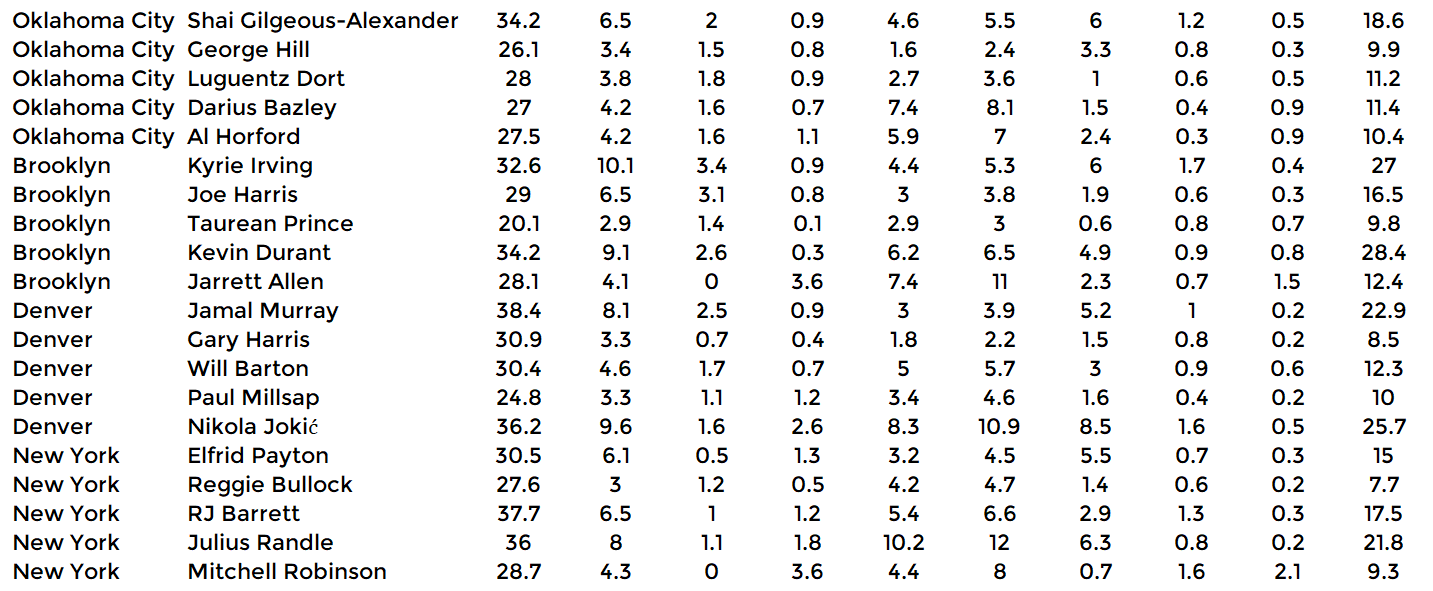 Oklahoma City Shai Gilgeous-Alexander 34.2 6.5 2 0.9 4.6 5.5 6 1.2 0.5 18.6
Oklahoma City George Hill 26.1 3.4 1.5 0.8 1.6 2.4 3.3 0.8 0.3 9.9
Oklahoma City Luguentz Dort 28 3.8 1.8 0.9 2.7 3.6 1 0.6 0.5 11.2
Oklahoma City Darius Bazley 27 4.2 1.6 0.7 7.4 8.1 1.5 0.4 0.9 11.4
Oklahoma City Al Horford 27.5 4.2 1.6 1.1 5.9 7 2.4 0.3 0.9 10.4
Brooklyn Kyrie Irving 32.6 10.1 3.4 0.9 4.4 5.3 6 1.7 0.4 27
Brooklyn Joe Harris 29 6.5 3.1 0.8 3 3.8 1.9 0.6 0.3 16.5
Brooklyn Taurean Prince 20.1 2.9 1.4 0.1 2.9 3 0.6 0.8 0.7 9.8
Brooklyn Kevin Durant 34.2 9.1 2.6 0.3 6.2 6.5 4.9 0.9 0.8 28.4
Brooklyn Jarrett Allen 28.1 4.1 0 3.6 7.4 11 2.3 0.7 1.5 12.4
Denver Jamal Murray 38.4 8.1 2.5 0.9 3 3.9 5.2 1 0.2 22.9
Denver Gary Harris 30.9 3.3 0.7 0.4 1.8 2.2 1.5 0.8 0.2 8.5
Denver Will Barton 30.4 4.6 1.7 0.7 5 5.7 3 0.9 0.6 12.3
Denver Paul Millsap 24.8 3.3 1.1 1.2 3.4 4.6 1.6 0.4 0.2 10
Denver Nikola Jokić 36.2 9.6 1.6 2.6 8.3 10.9 8.5 1.6 0.5 25.7
New York Elfrid Payton 30.5 6.1 0.5 1.3 3.2 4.5 5.5 0.7 0.3 15
New York Reggie Bullock 27.6 3 1.2 0.5 4.2 4.7 1.4 0.6 0.2 7.7
New York RJ Barrett 37.7 6.5 1 1.2 5.4 6.6 2.9 1.3 0.3 17.5
New York Julius Randle 36 8 1.1 1.8 10.2 12 6.3 0.8 0.2 21.8
New York Mitchell Robinson 28.7 4.3 0 3.6 4.4 8 0.7 1.6 2.1 9.3